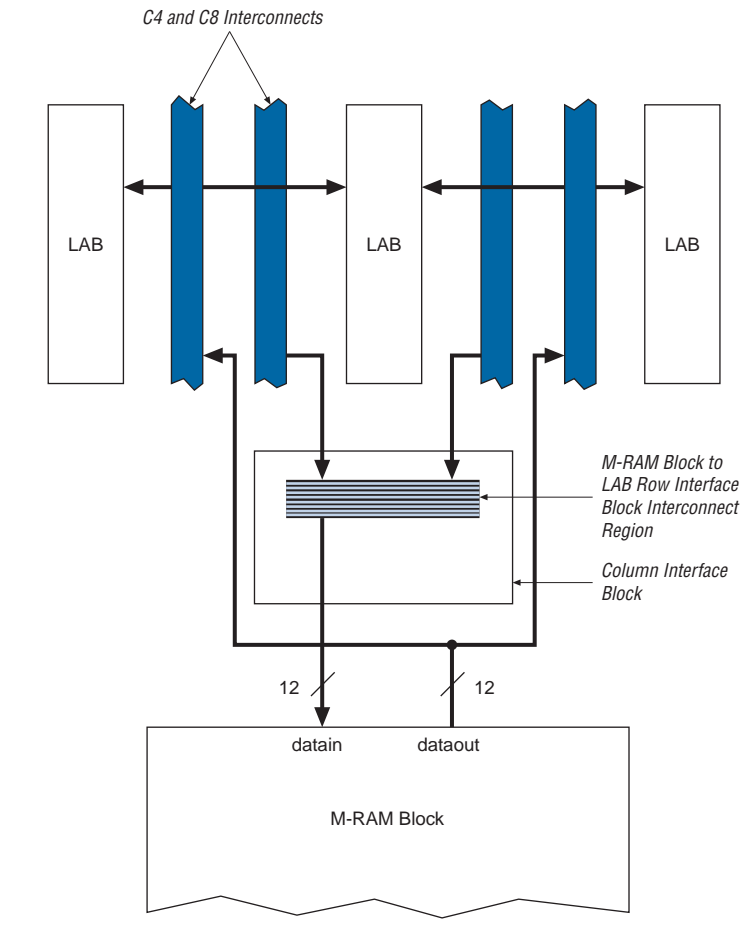 C4 and C8 Interconnects
LAB
LAB
LAB
M-RAM Block to
LAB Row Interface
Block Interconnect
Region
Column Interface
Block
12
12
datain
dataout
M-RAM Block